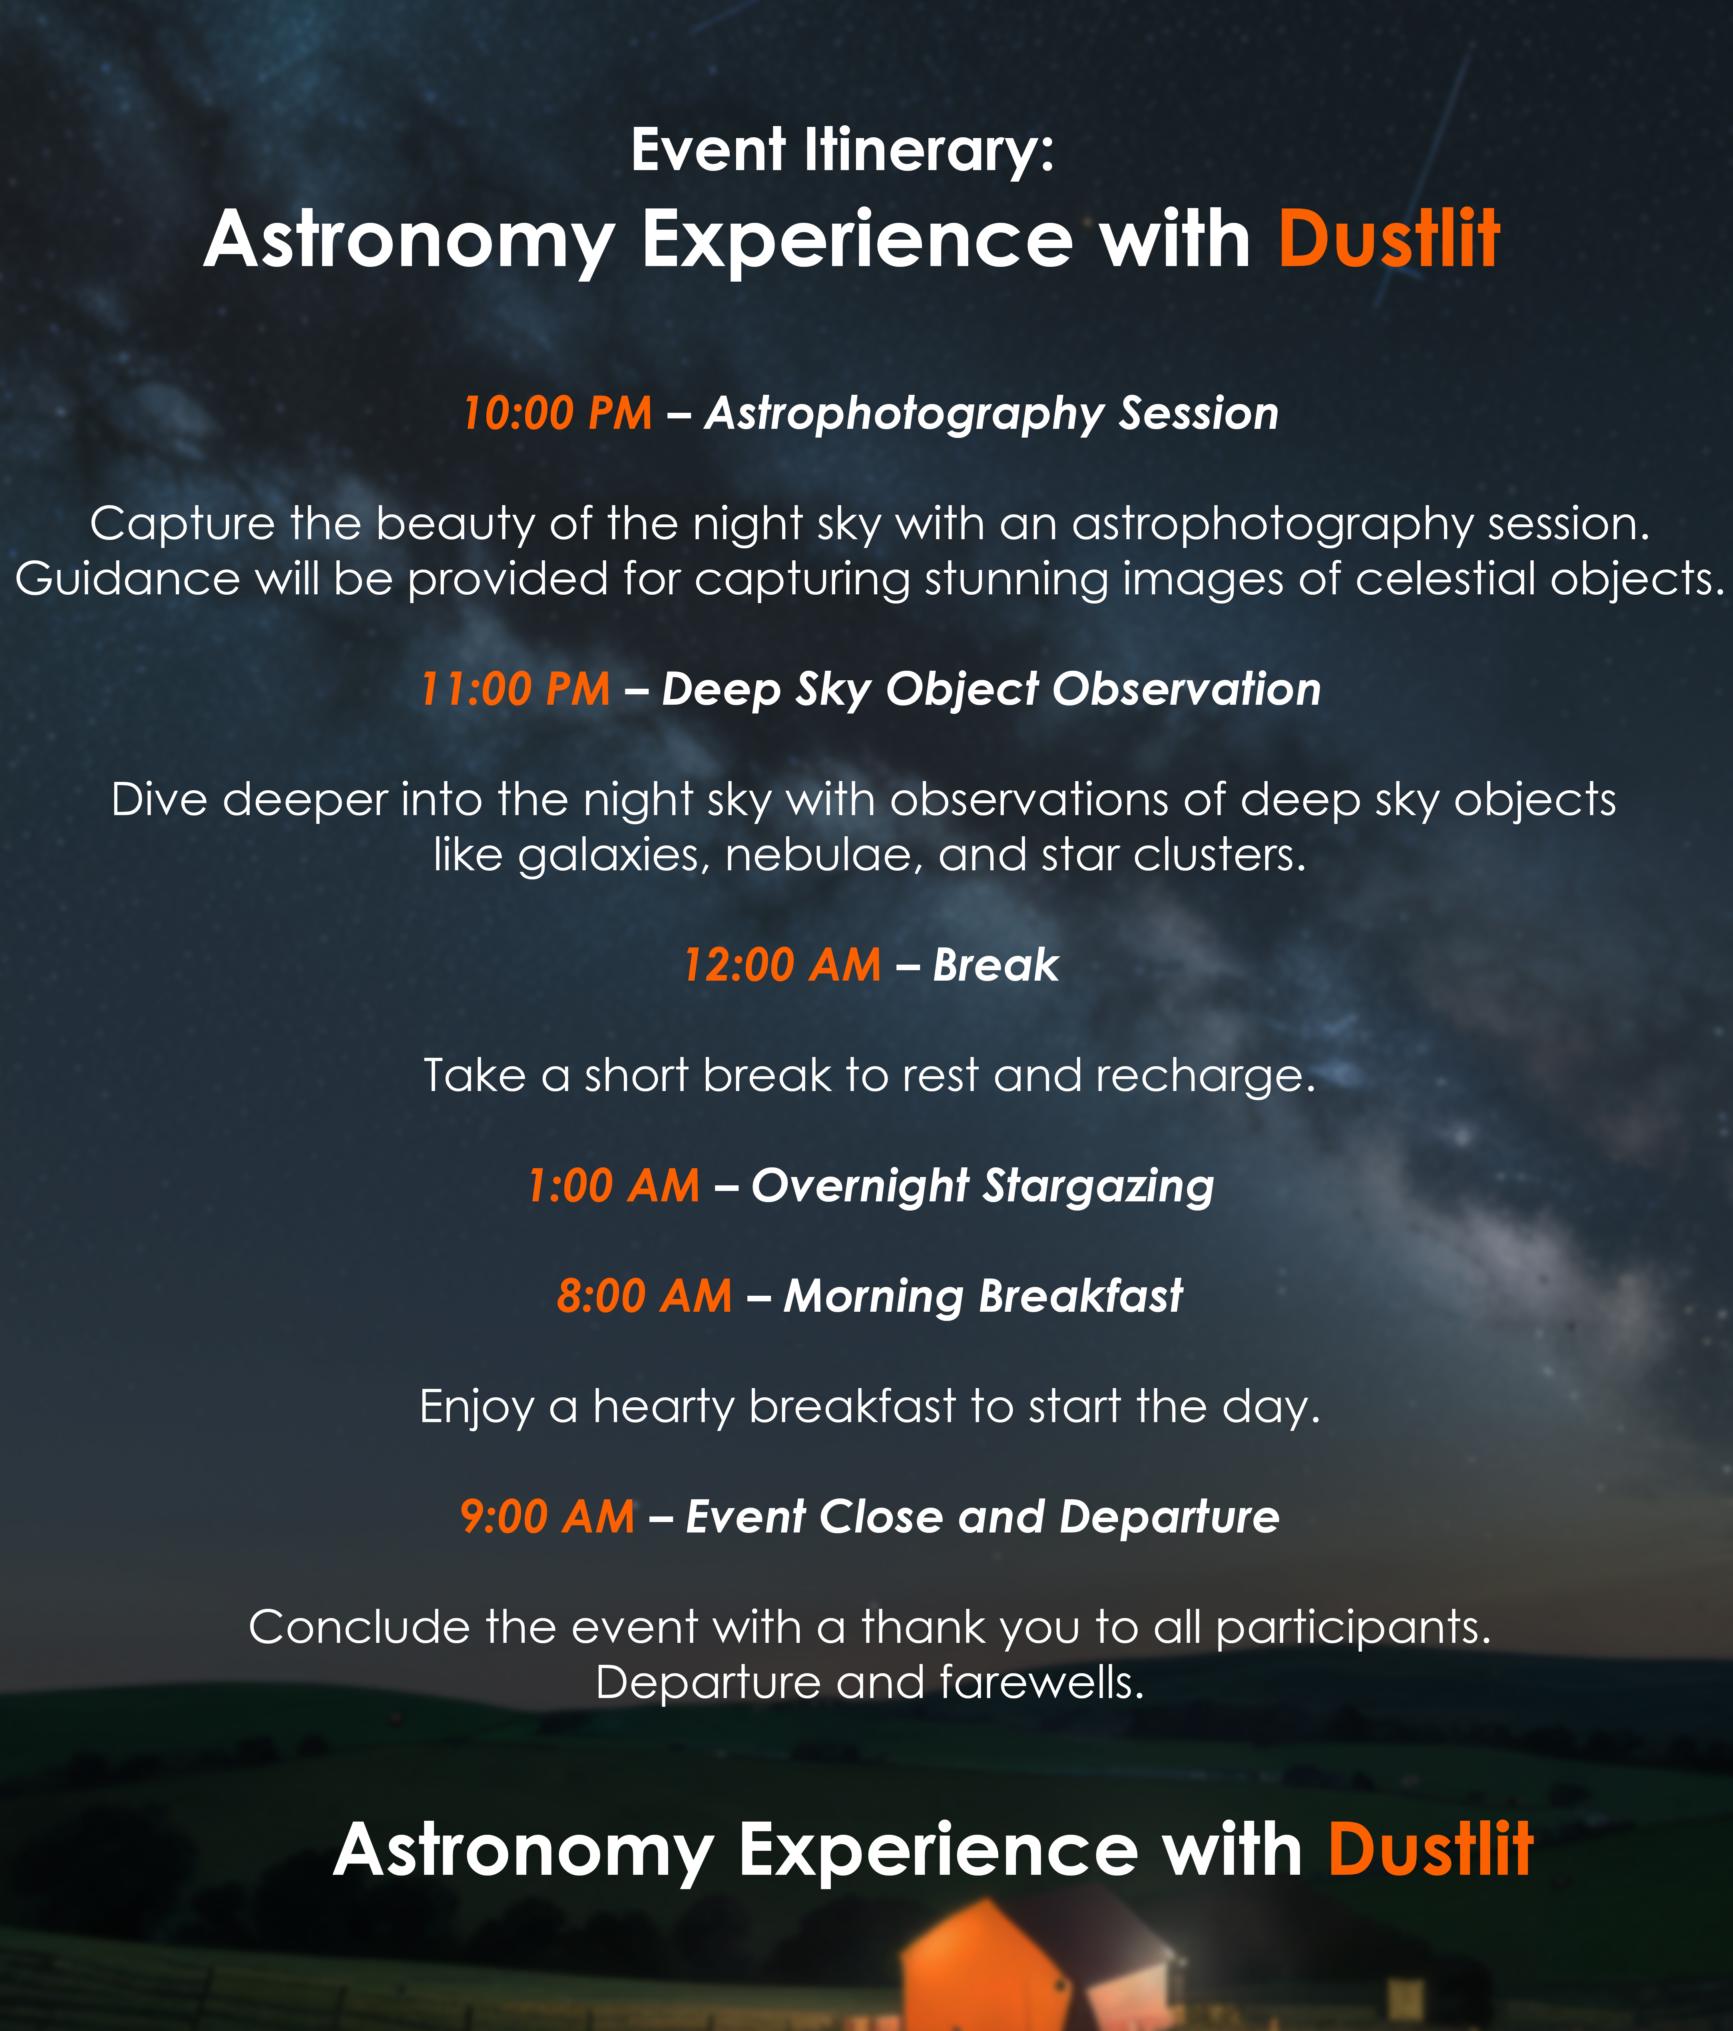 Event Itinerary:
Astronomy Experience with Dustlit
10:00 PM – Astrophotography Session
Capture the beauty of the night sky with an astrophotography session.
Guidance will be provided for capturing stunning images of celestial objects.
11:00 PM – Deep Sky Object Observation
Dive deeper into the night sky with observations of deep sky objects
like galaxies, nebulae, and star clusters.
12:00 AM – Break
Take a short break to rest and recharge.
1:00 AM – Overnight Stargazing
8:00 AM – Morning Breakfast
Enjoy a hearty breakfast to start the day.
9:00 AM – Event Close and Departure
Conclude the event with a thank you to all participants.
Departure and farewells.
Astronomy Experience with Dustlit